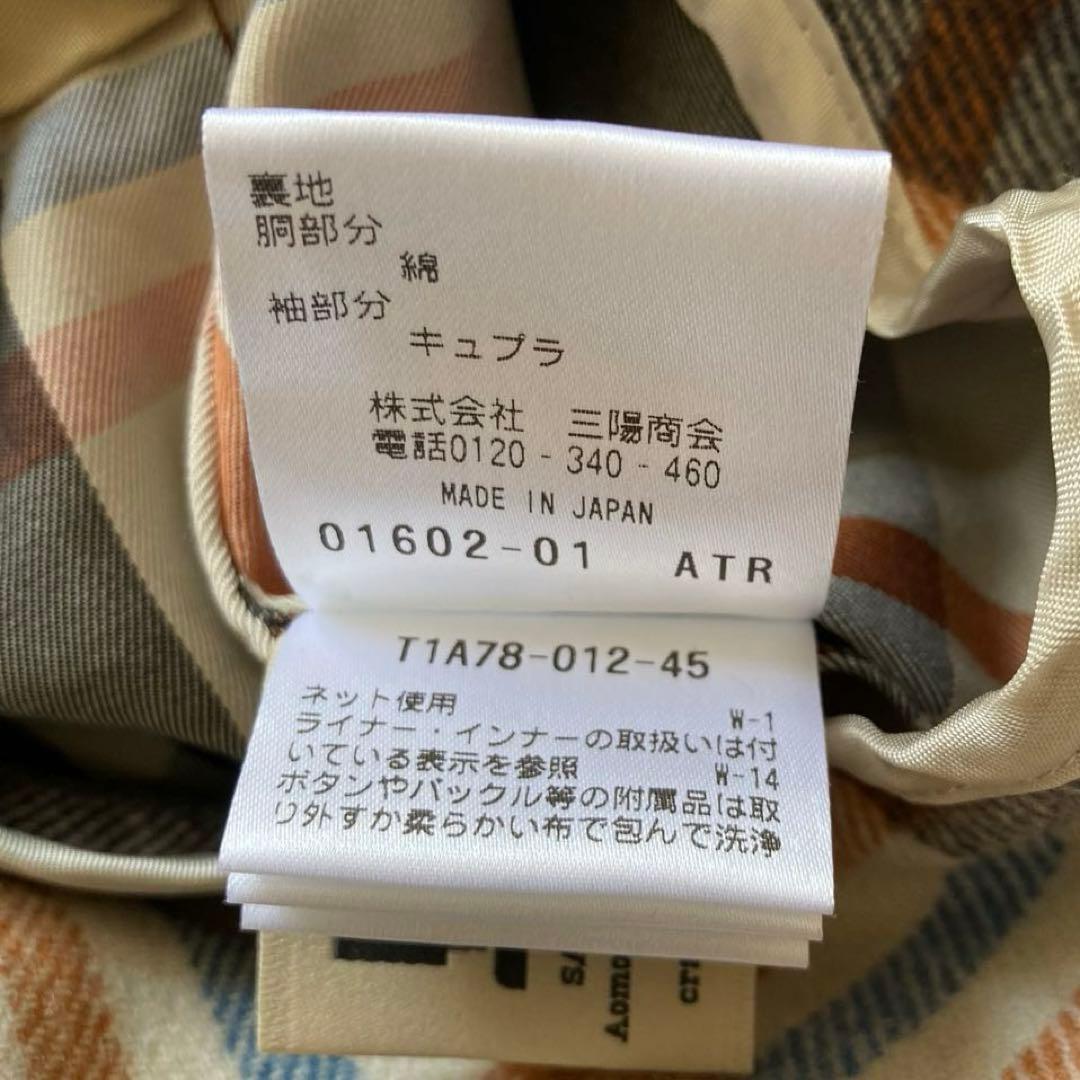 裏地
胴部分
綿
袖部分
キュプラ
株式会社 三陽商会
電話0120-340-460
MADE IN JAPAN
01602-01 ATR
T1A78-012-45
ネット使用 W-1
ライナー・インナーの取扱いは付
いている表示を参照 W-14
ボタンやバックル等の附属品は取
り外すか柔らかい布で包んで洗浄